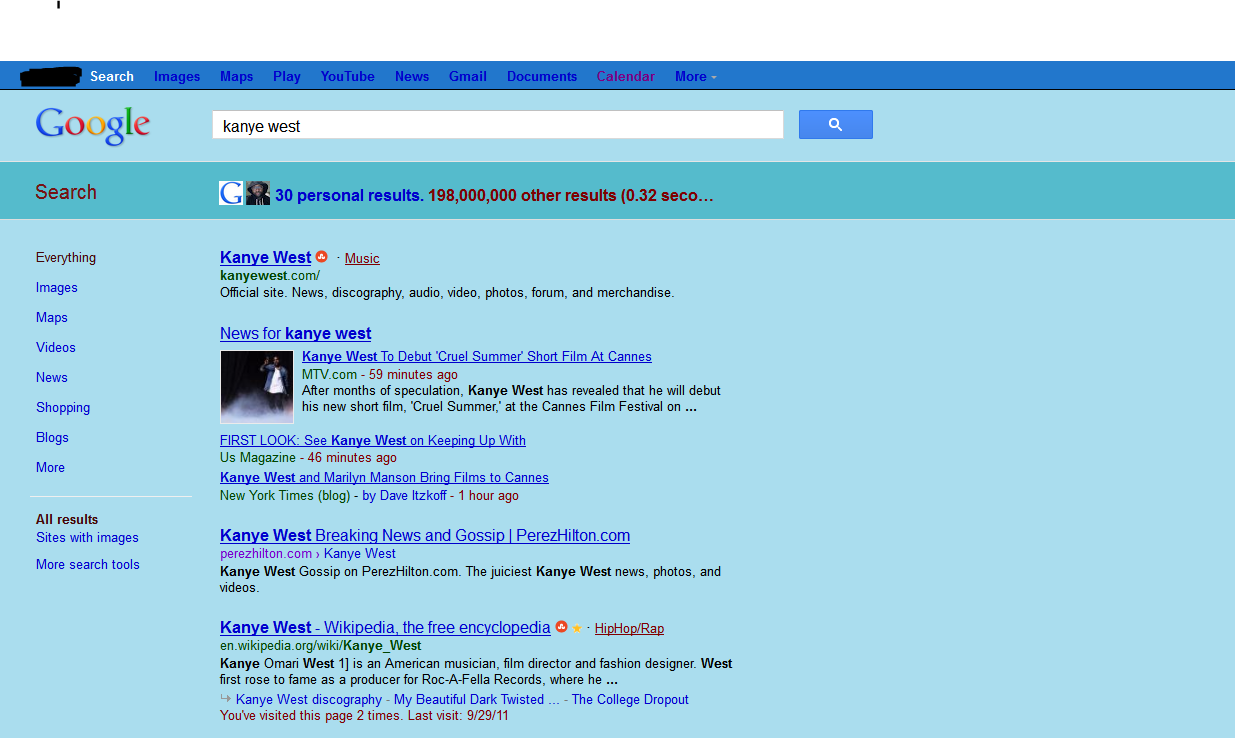 Search Images Maps Play YouTube News Gmail Documents Calendar More
Google
kanye west
Search
G 30 personal results. 198,000,000 other results (0.32 seco…
Everything
Images
Maps
Videos
News
Shopping
Blogs
More
All results
Sites with images
More search tools
Kanye West · Music
kanyewest.com/
Official site. News, discography, audio, video, photos, forum, and merchandise.
News for kanye west
Kanye West To Debut 'Cruel Summer' Short Film At Cannes
MTV.com - 59 minutes ago
After months of speculation, Kanye West has revealed that he will debut
his new short film, 'Cruel Summer,' at the Cannes Film Festival on ...
FIRST LOOK: See Kanye West on Keeping Up With
Us Magazine - 46 minutes ago
Kanye West and Marilyn Manson Bring Films to Cannes
New York Times (blog) - by Dave Itzkoff - 1 hour ago
Kanye West Breaking News and Gossip | PerezHilton.com
perezhilton.com › Kanye West
Kanye West Gossip on PerezHilton.com. The juiciest Kanye West news, photos, and
videos.
Kanye West - Wikipedia, the free encyclopedia · HipHop/Rap
en.wikipedia.org/wiki/Kanye_West
Kanye Omari West 1] is an American musician, film director and fashion designer. West
first rose to fame as a producer for Roc-A-Fella Records, where he ...
Kanye West discography - My Beautiful Dark Twisted ... - The College Dropout
You've visited this page 2 times. Last visit: 9/29/11